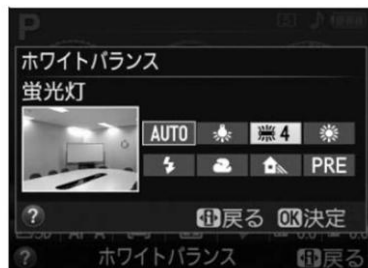 P
ホワイトバランス
蛍光灯
AUTO 4
PRE
? 戻る OK決定
? ホワイトバランス 戻る